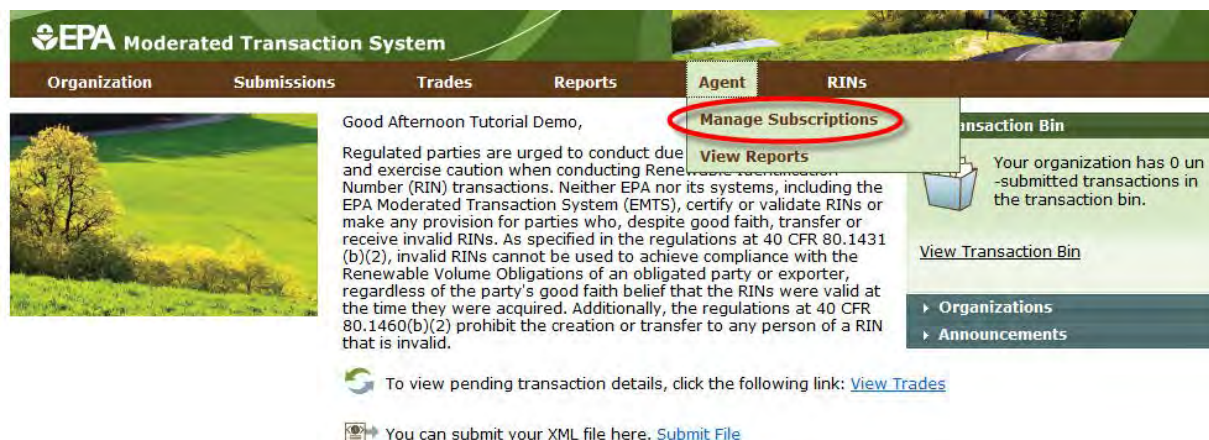 EPA Moderated Transaction System
Organization Submissions Trades Reports Agent RINs
Manage Subscriptions
View Reports
Good Afternoon Tutorial Demo,
Regulated parties are urged to conduct due
and exercise caution when conducting Renewable Identification
Number (RIN) transactions. Neither EPA nor its systems, including the
EPA Moderated Transaction System (EMTS), certify or validate RINs or
make any provision for parties who, despite good faith, transfer or
receive invalid RINs. As specified in the regulations at 40 CFR 80.1431
(b)(2), invalid RINs cannot be used to achieve compliance with the
Renewable Volume Obligations of an obligated party or exporter,
regardless of the party's good faith belief that the RINs were valid at
the time they were acquired. Additionally, the regulations at 40 CFR
80.1460(b)(2) prohibit the creation or transfer to any person of a RIN
that is invalid.
To view pending transaction details, click the following link: View Trades
You can submit your XML file here. Submit File
ansaction Bin
Your organization has 0 un
-submitted transactions in
the transaction bin.
View Transaction Bin
Organizations
Announcements